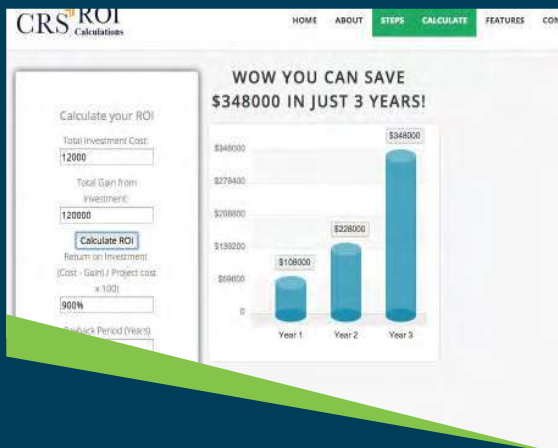 CRS ROI
Calculations
HOME ABOUT STEPS CALCULATE FEATURES CON
Calculate your ROI
Total Investment Cost:
12000
Total Gain from
Investment:
120000
Calculate ROI
Return on Investment
(Cost - Gain) / Project cost
x 100)
900%
Payback Period (Years)
WOW YOU CAN SAVE
$348000 IN JUST 3 YEARS!
$348000
$278400
$208800
$139200
$69600
0
$108000
$228000
$348000
Year 1 Year 2 Year 3